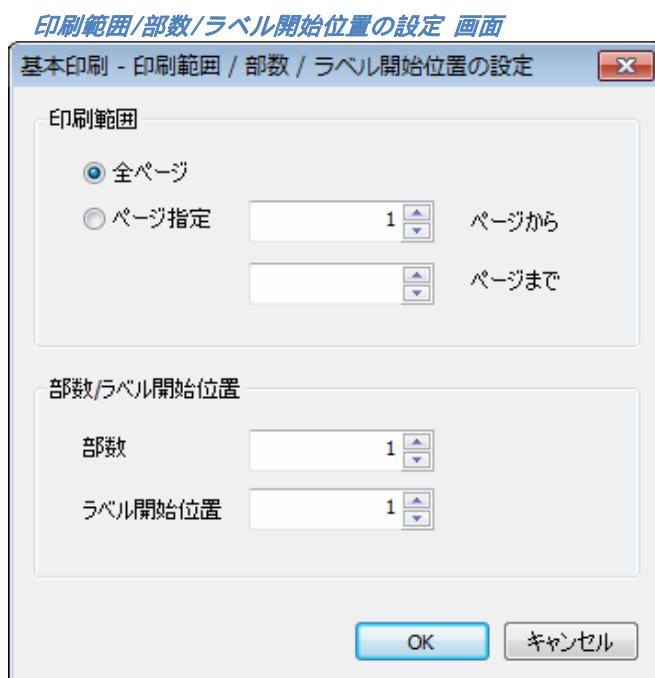 印刷範囲/部数/ラベル開始位置の設定 画面
基本印刷 - 印刷範囲 / 部数 / ラベル開始位置の設定
印刷範囲
全ページ
ページ指定 1 ページから
ページまで
部数/ラベル開始位置
部数 1
ラベル開始位置 1
OK キャンセル